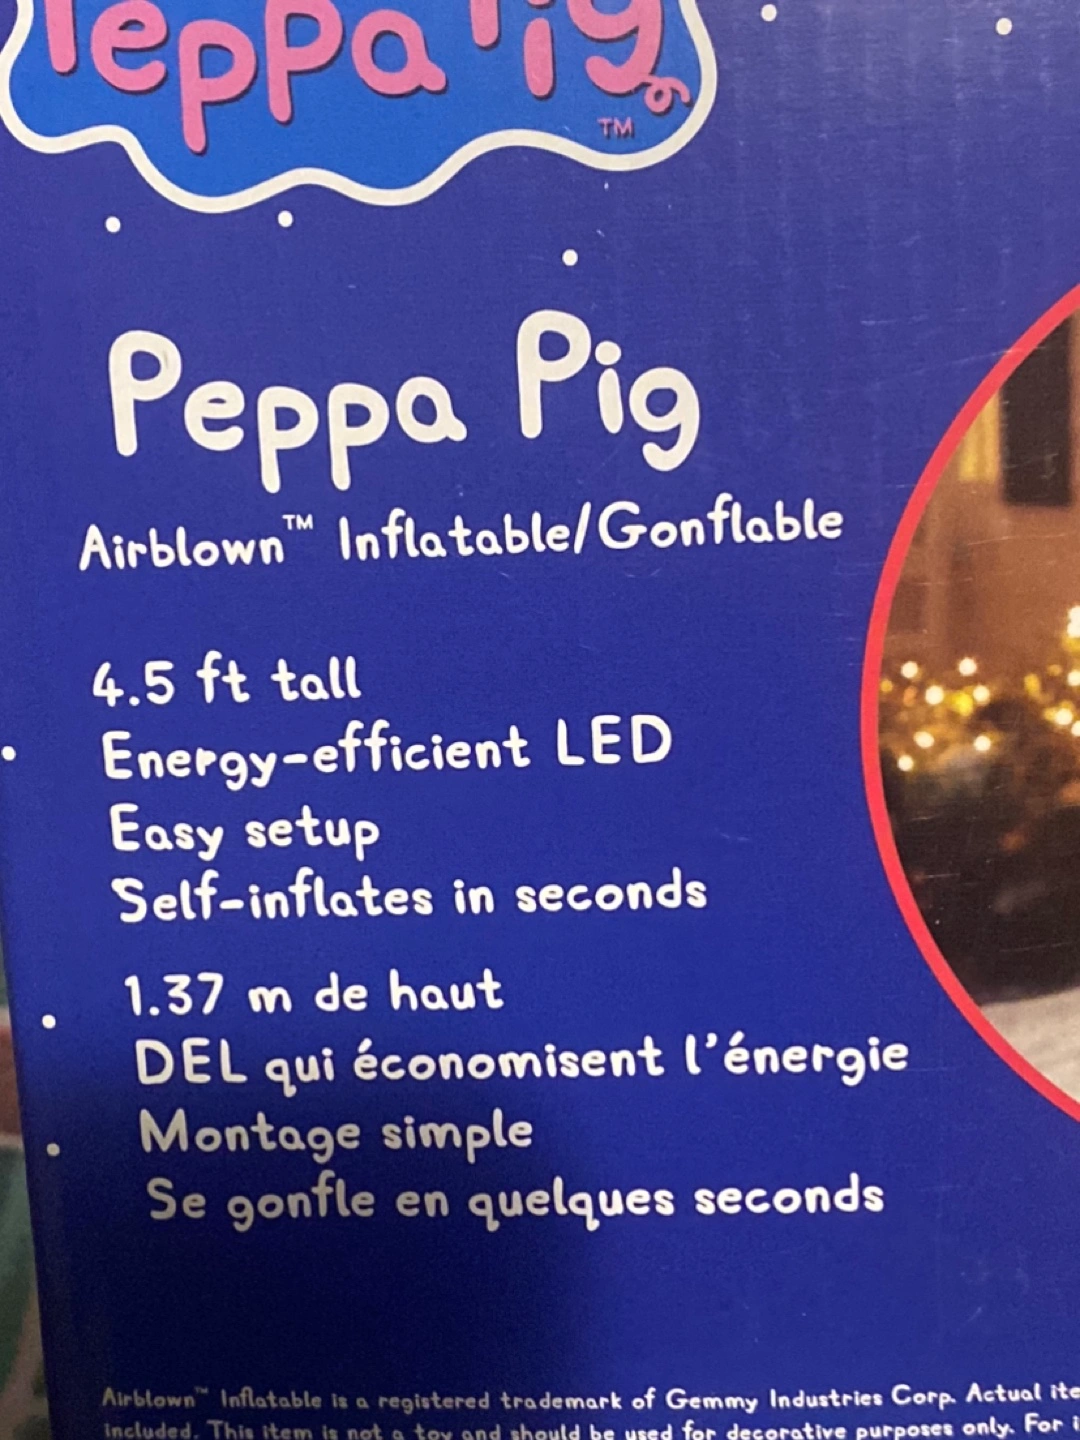 Peppa Pig
TM
Peppa Pig
Airblown™ Inflatable/Gonflable
4.5 ft tall
Energy-efficient LED
Easy setup
Self-inflates in seconds
1.37 m de haut
DEL qui économisent l'énergie
Montage simple
Se gonfle en quelques seconds
Airblown™ Inflatable is a registered trademark of Gemmy Industries Corp. Actual ite
included. This item is not a toy and should be used for decorative purposes only. For i